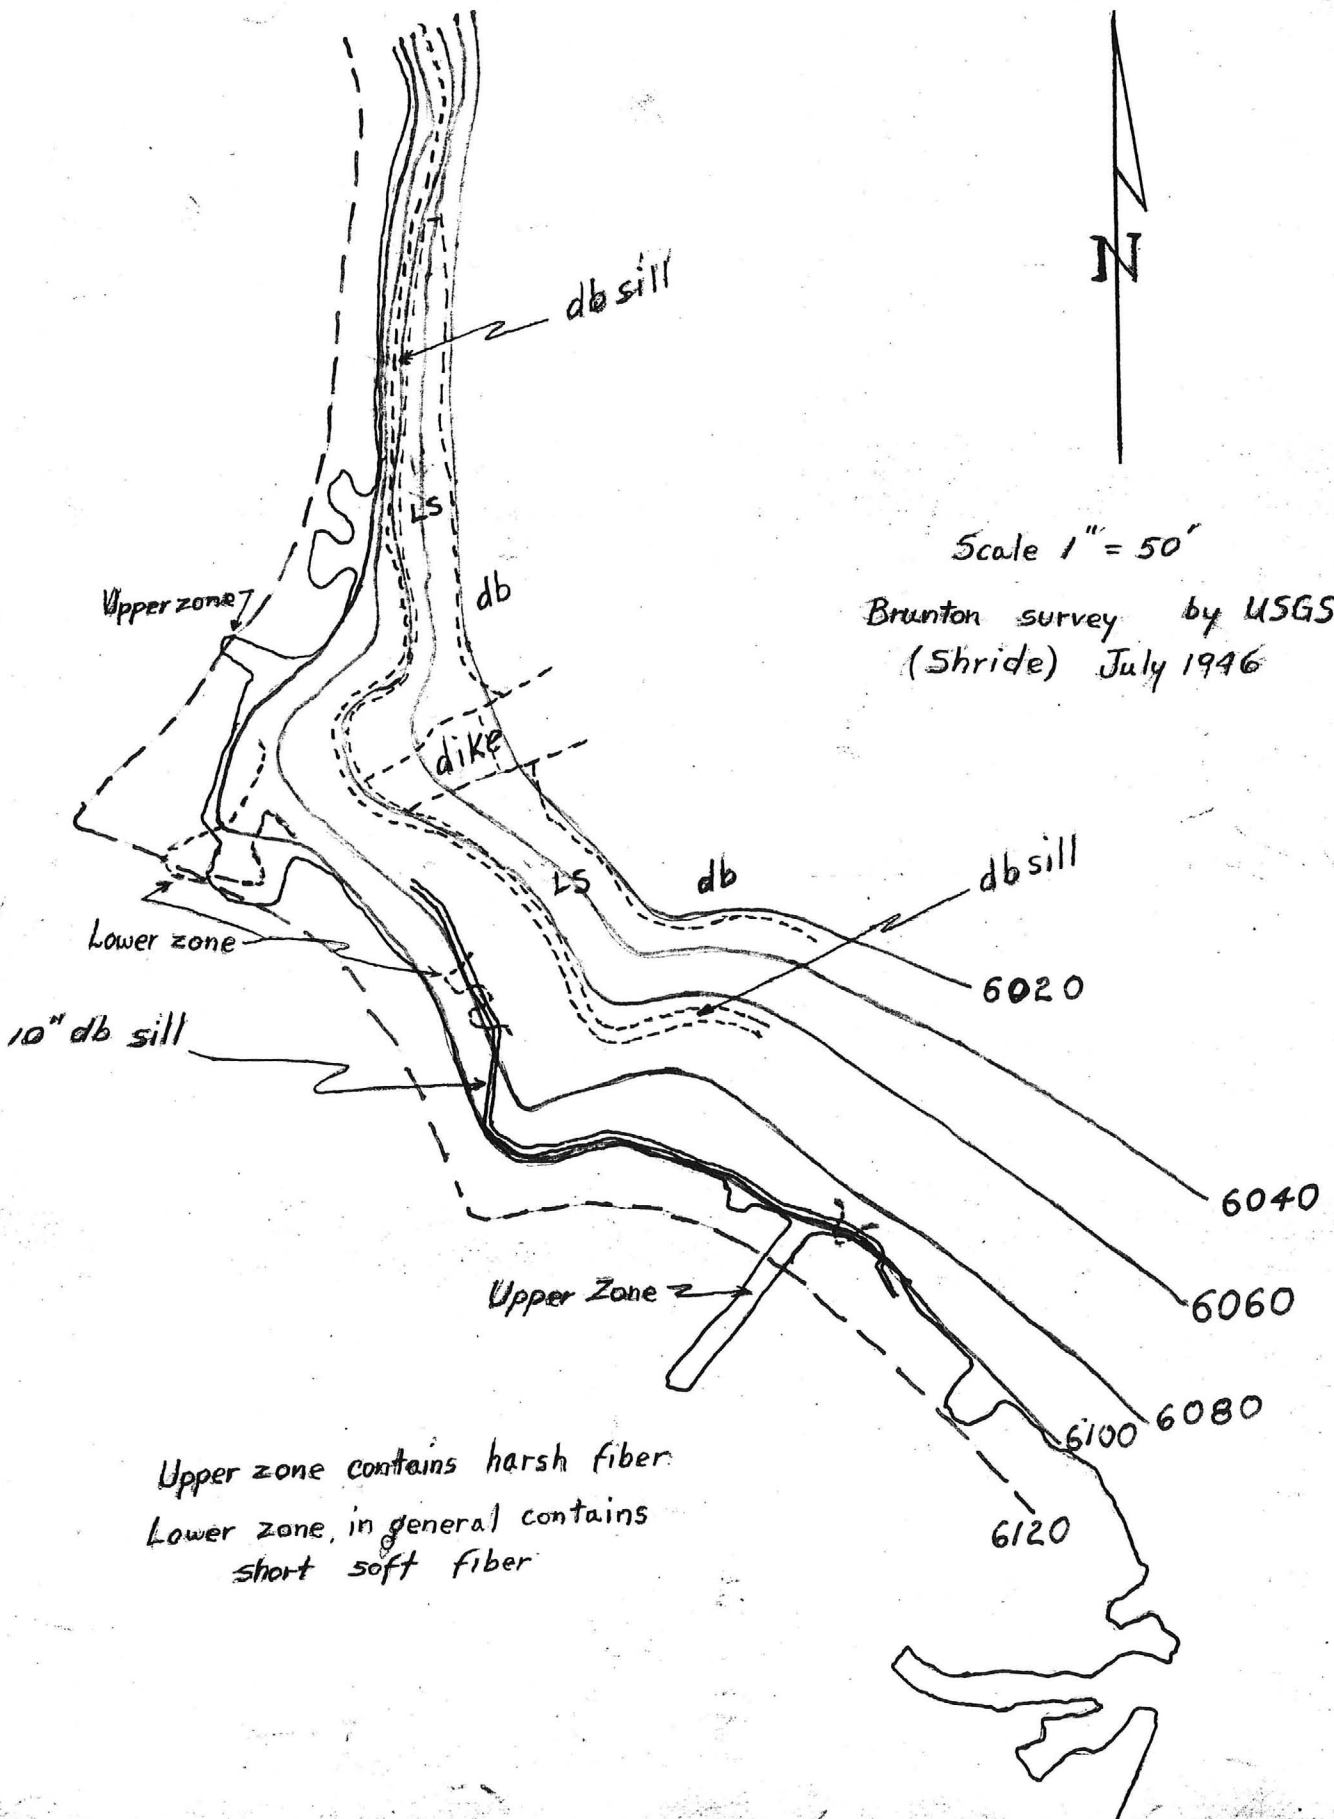 db sill
N
LS
Scale 1" = 50'
Upper zone
db
Brunton survey by USGS
(Shride) July 1946
dike
db sill
LS
db
Lower zone
6020
10" db sill
6040
Upper Zone
6060
6080
6100
Upper zone contains harsh fiber
Lower zone, in general contains
short soft fiber
6120